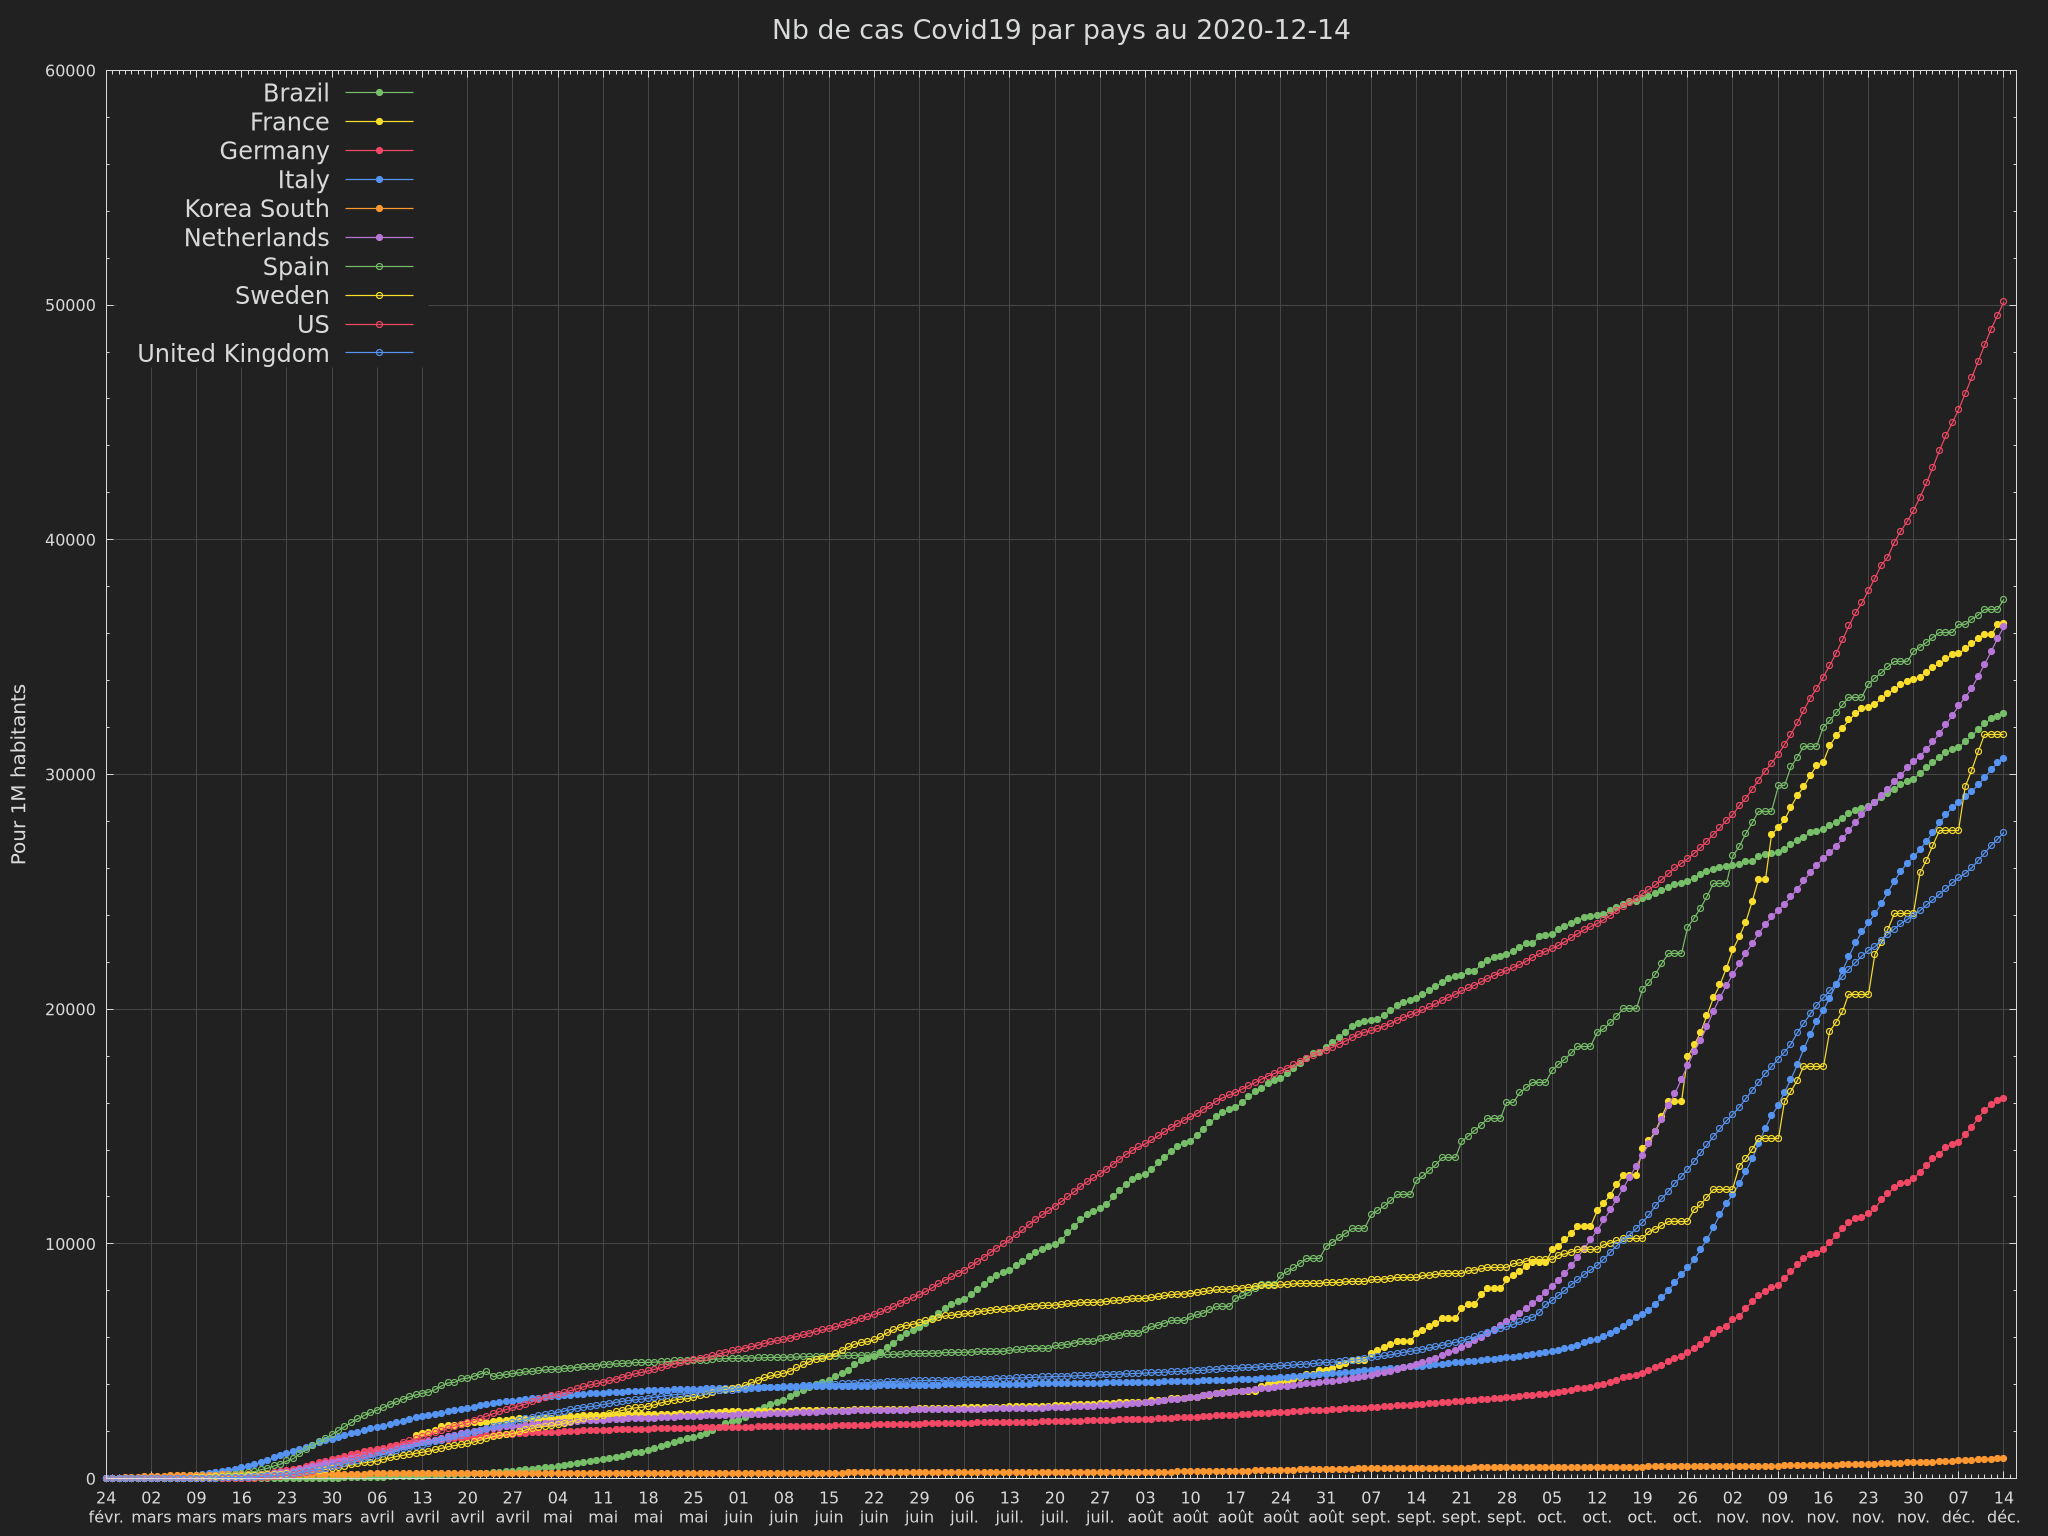 Nb de cas Covid19 par pays au 2020-12-14
60000
50000
40000
30000
20000
10000
0
Pour 1M habitants
Brazil
France
Germany
Italy
Korea South
Netherlands
Spain
Sweden
US
United Kingdom
24 02 09 16 23 30 06 13 20 27 04 11 18 25 01 08 15 22 29 06 13 20 27 03 10 17 24 31 07 14 21 28 05 12 19 26 02 09 16 23 30 07 14
févr. mars mars mars mars mars avril avril avril avril mai mai mai mai juin juin juin juin juin juil. juil. juil. juil. août août août août août sept. sept. sept. sept. oct. oct. oct. oct. nov. nov. nov. nov. nov. déc. déc.